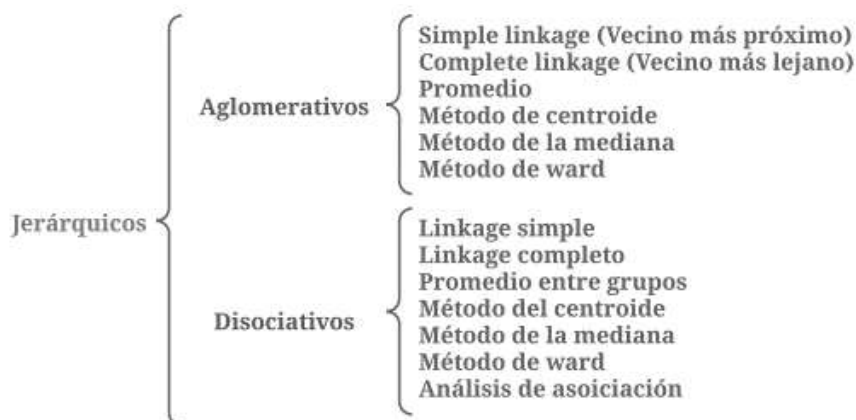 Jerárquicos
Aglomerativos
Simple linkage (Vecino más próximo)
Complete linkage (Vecino más lejano)
Promedio
Método de centroide
Método de la mediana
Método de ward
Disociativos
Linkage simple
Linkage completo
Promedio entre grupos
Método del centroide
Método de la mediana
Método de ward
Análisis de asoiciación